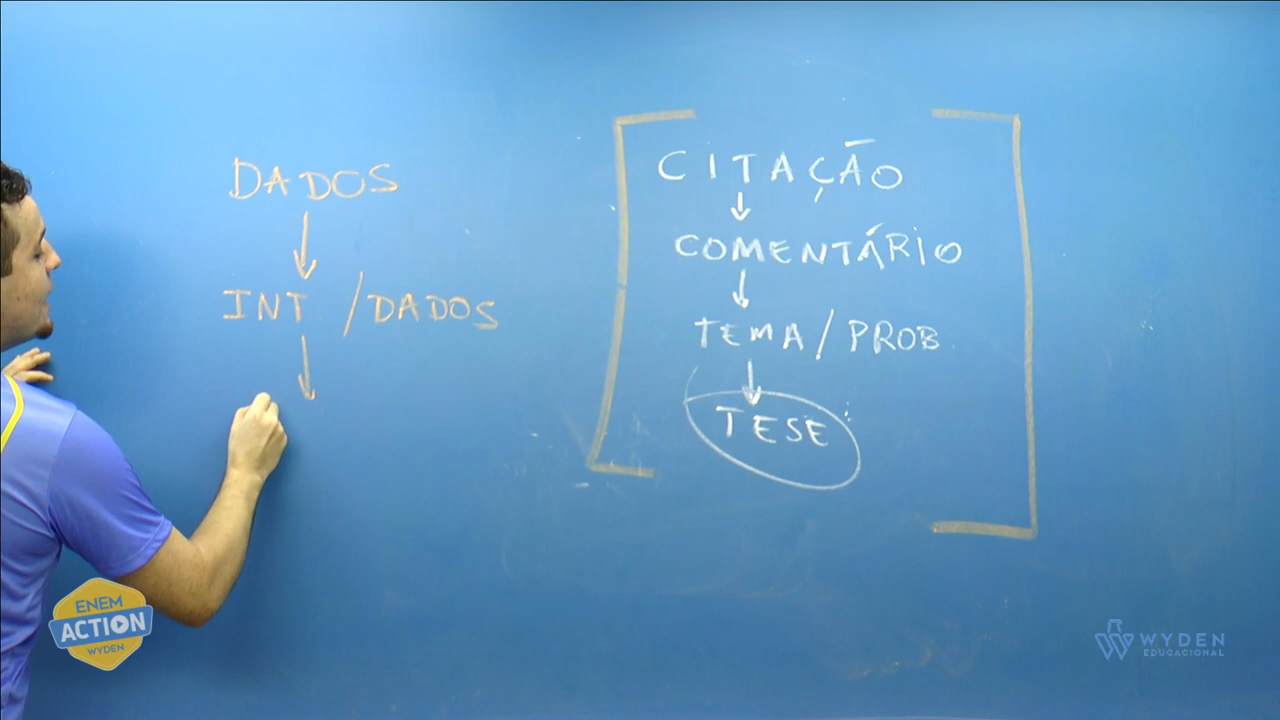 DADOS
INT / DADOS
CITAÇÃO
COMENTÁRIO
TEMA / PROB
TESE
ENEM
ACTION
WYDEN
WYDEN
EDUCACIONAL